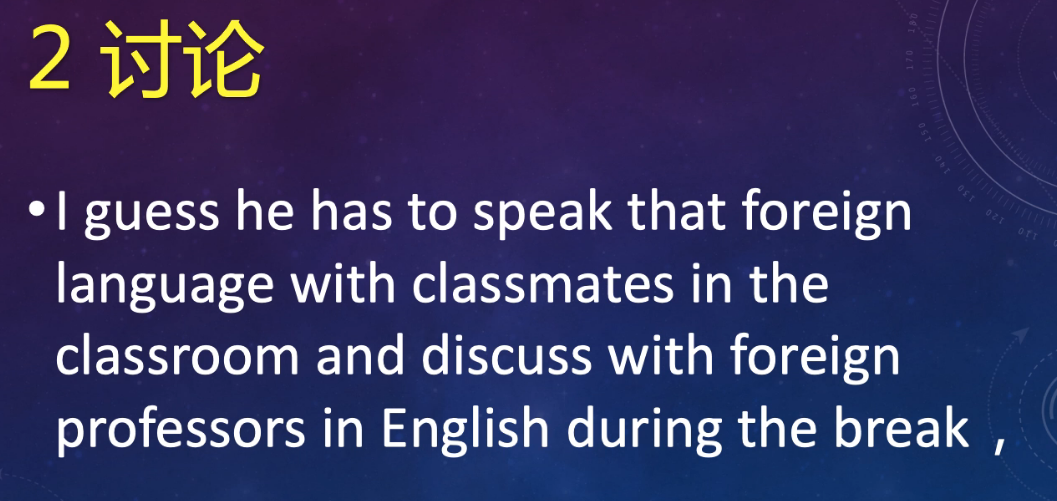 2 讨论
•I guess he has to speak that foreign
language with classmates in the
classroom and discuss with foreign
professors in English during the break ，